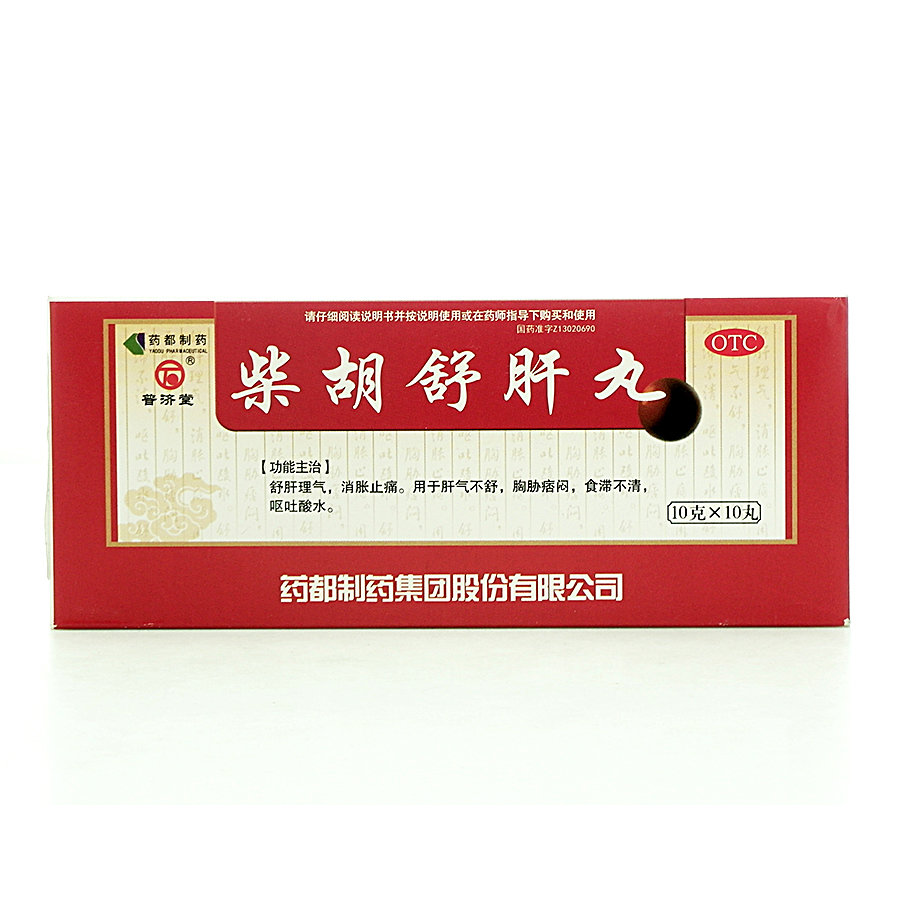 请仔细阅读说明书并按说明使用或在药师指导下购买和使用
国药准字Z13020690
药都制药
YAODU PHARMACEUTICAL
®
普济堂
柴胡舒肝丸
OTC
【功能主治】
舒肝理气，消胀止痛。用于肝气不舒，胸胁痞闷，食滞不清，
呕吐酸水。
10克×10丸
药都制药集团股份有限公司